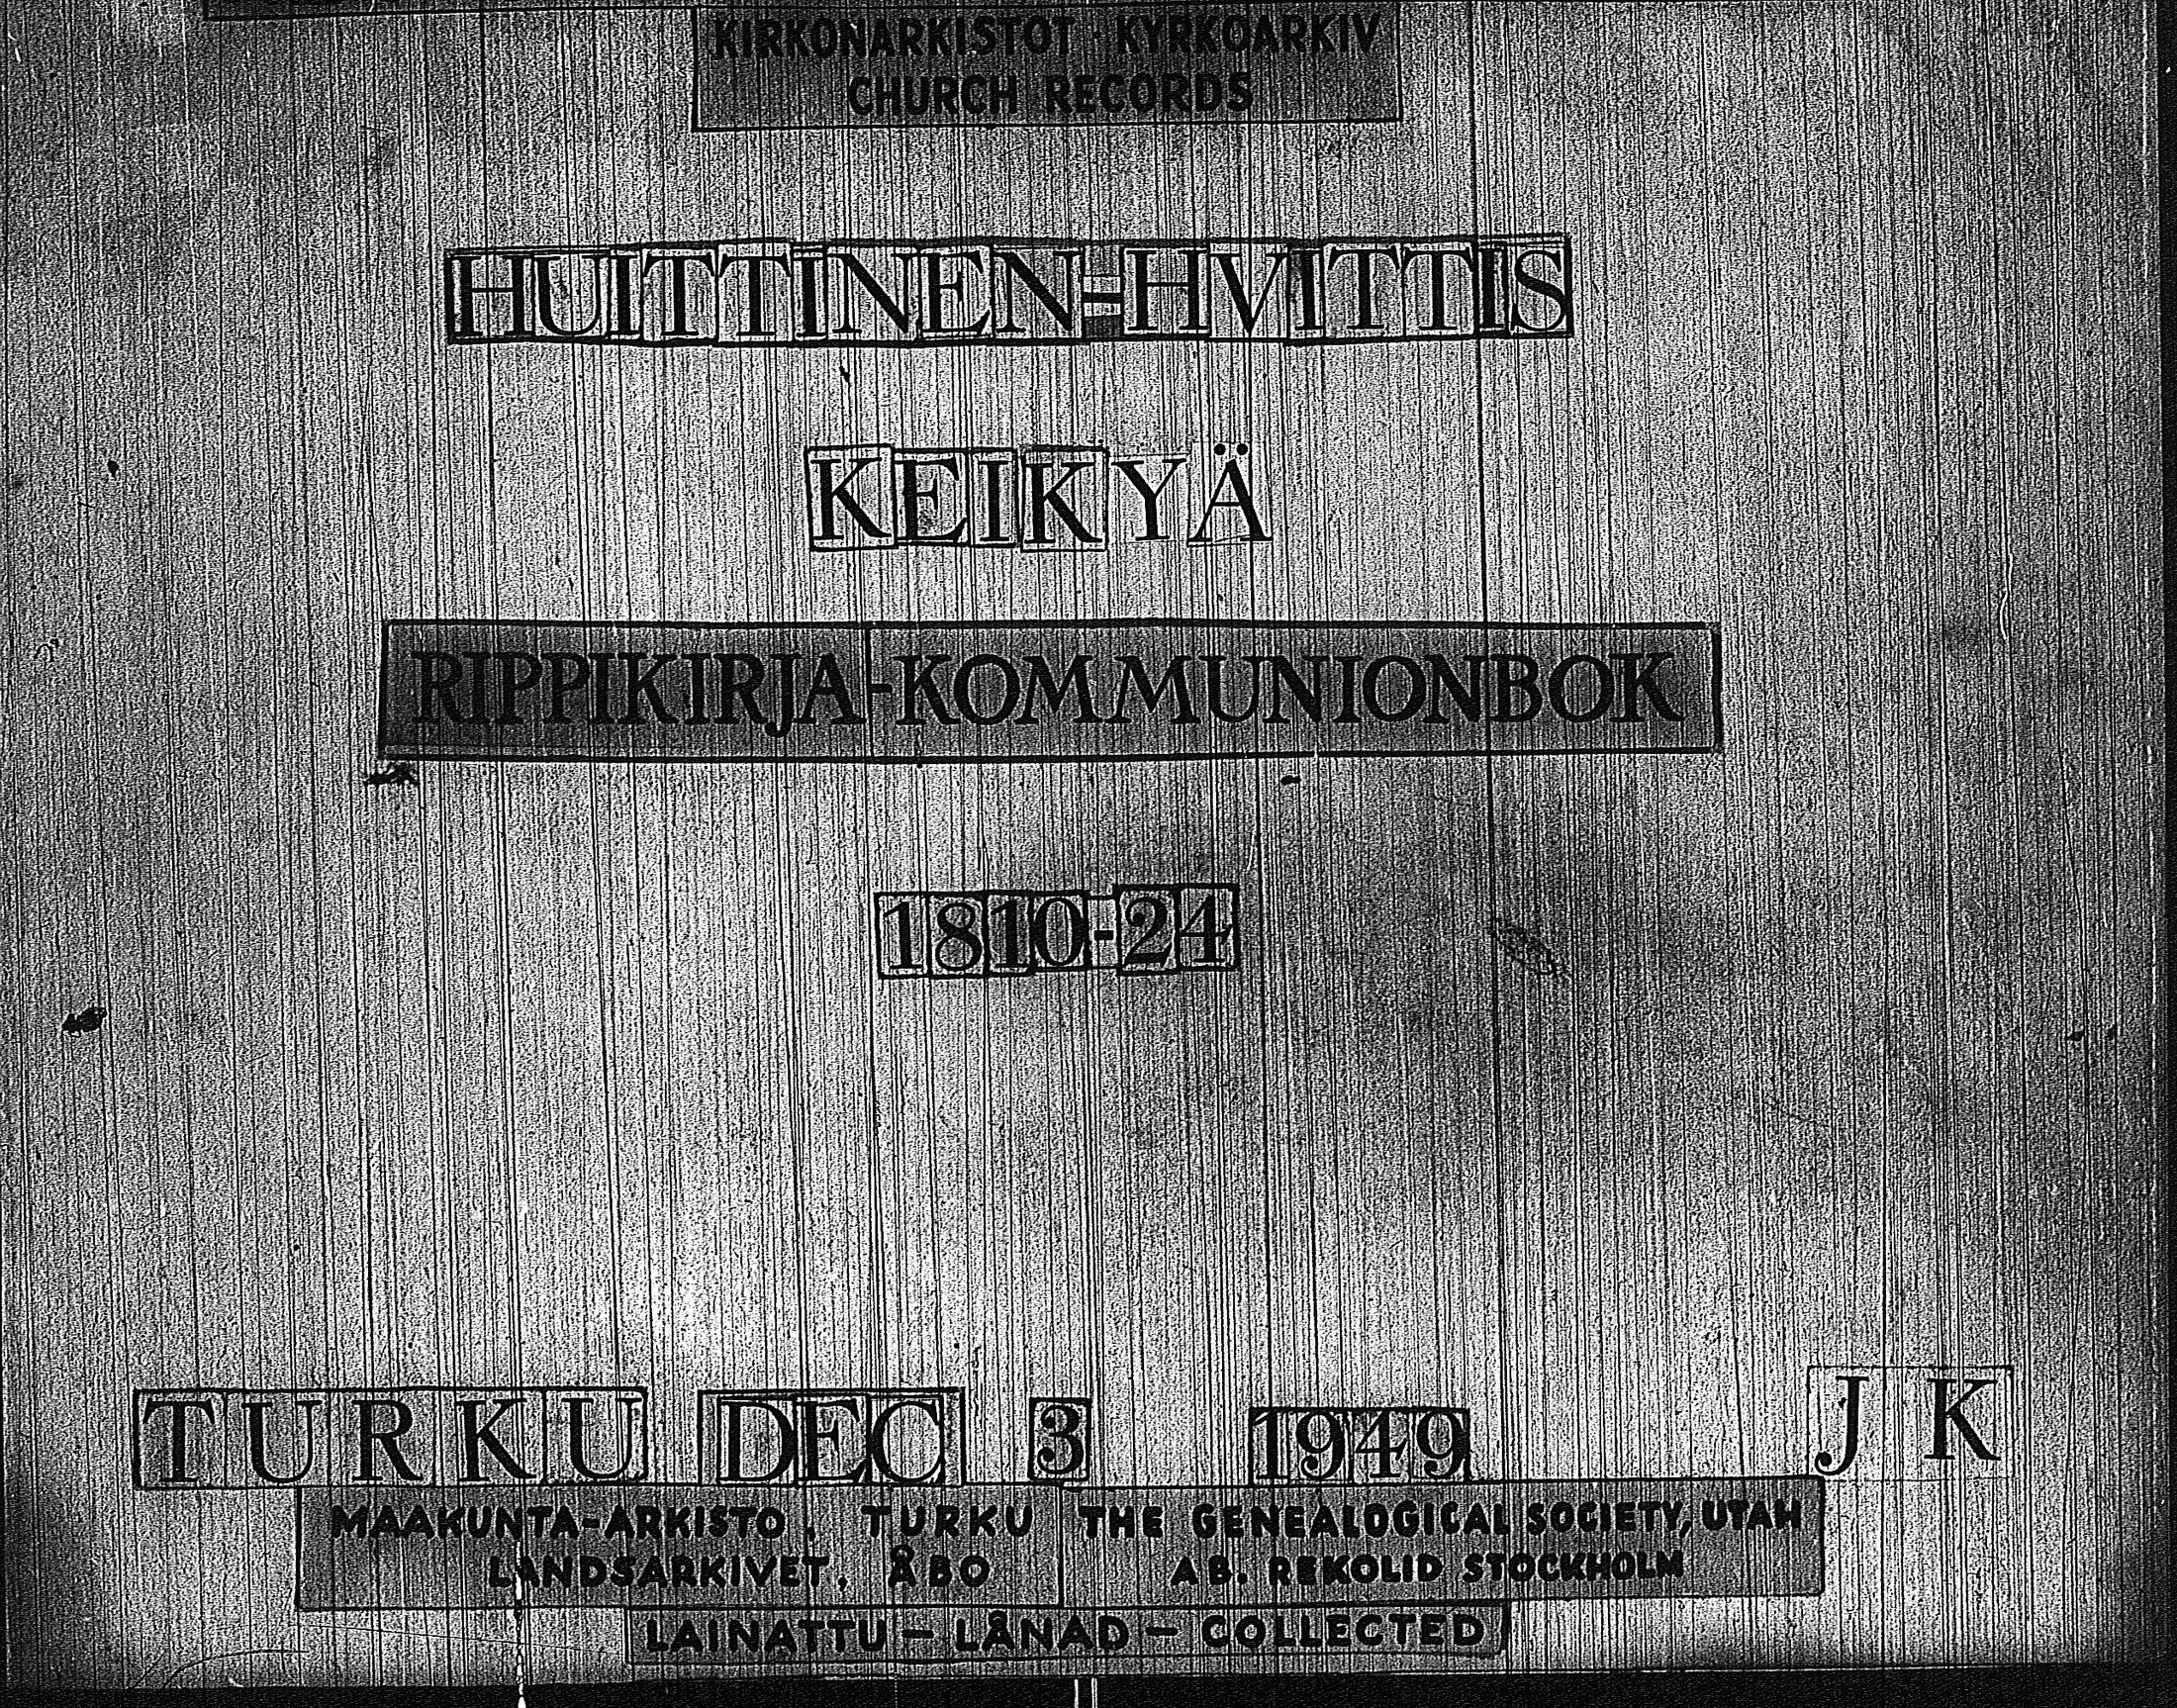 KIRKONARKISTOT · KYRKOARKIV
CHURCH RECORDS
HUITTINEN=HVITTIS
KEIKYÄ
RIPPIKIRJA-KOMMUNIONBOK
1810-24
TURKU DEC 3 1949 J K
MAAKUNTA-ARKISTO, TURKU
LANDSARKIVET, ÅBO
THE GENEALOGICAL SOCIETY, UTAH
AB. REKOLID STOCKHOLM
LAINATTU — LÅNAD — COLLECTED